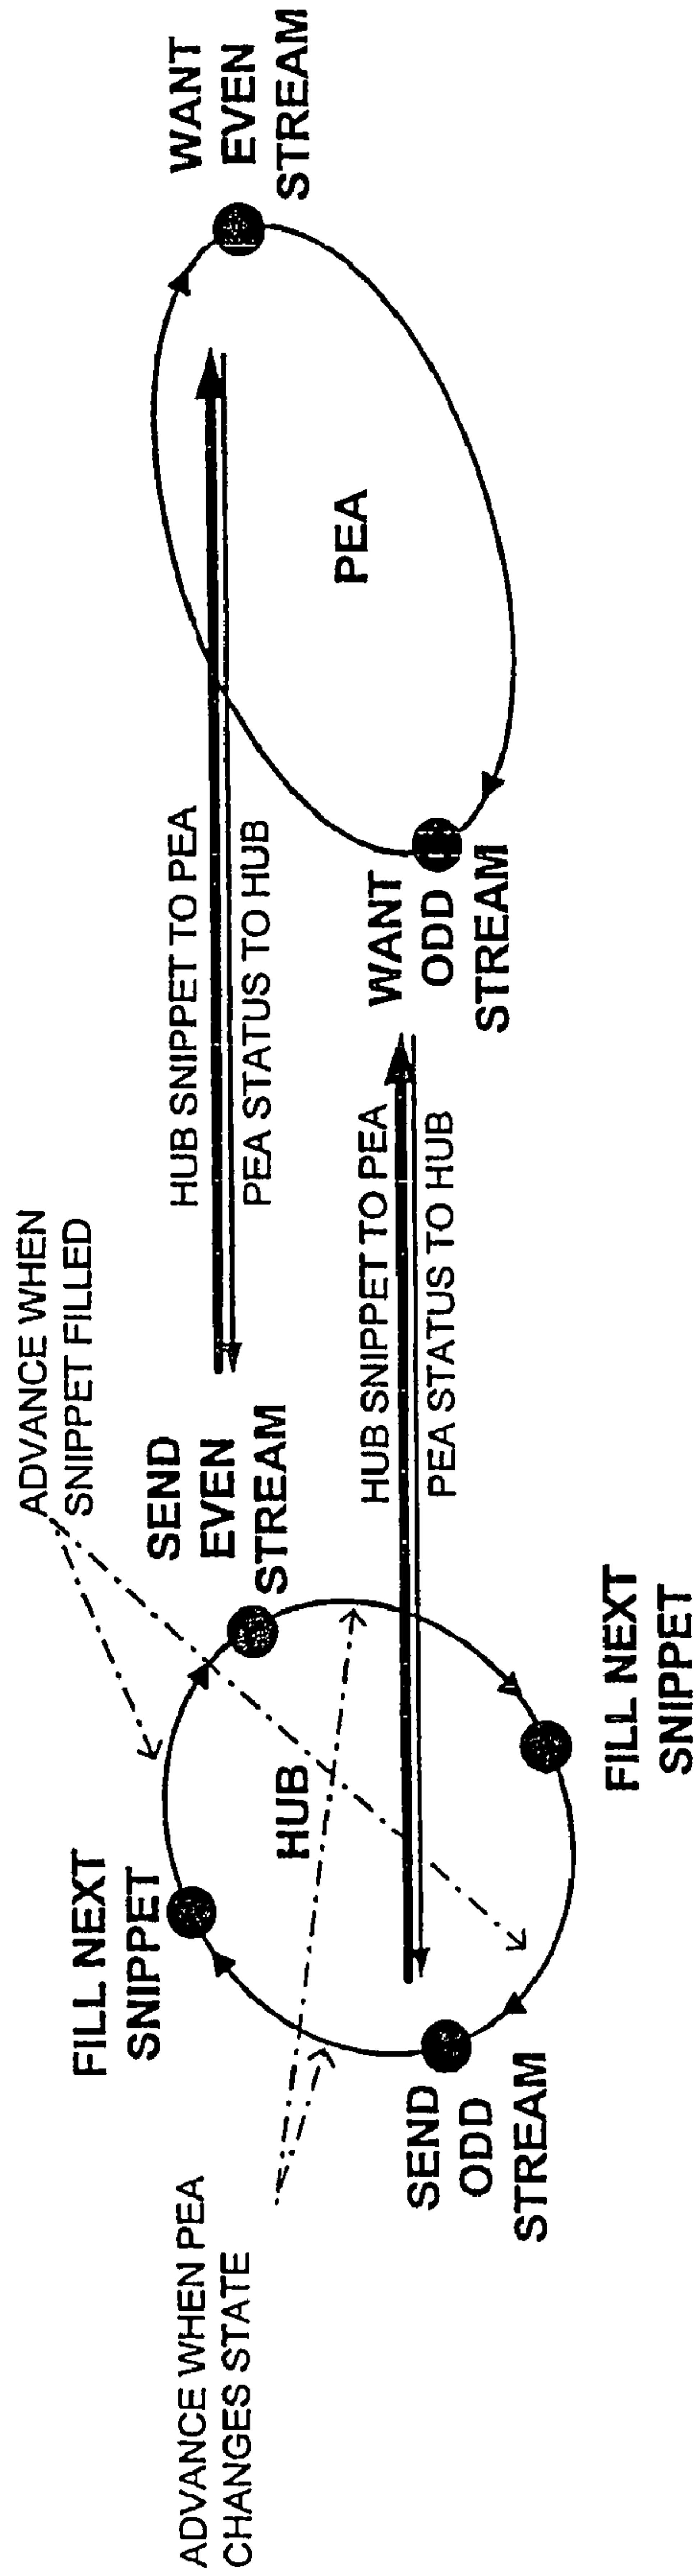 ADVANCE WHEN PEA
CHANGES STATE
FILL NEXT
SNIPPET
ADVANCE WHEN
SNIPPET FILLED
SEND
EVEN
STREAM
HUB
SEND
ODD
STREAM
FILL NEXT
SNIPPET
HUB SNIPPET TO PEA
PEA STATUS TO HUB
HUB SNIPPET TO PEA
PEA STATUS TO HUB
WANT
ODD
STREAM
PEA
WANT
EVEN
STREAM